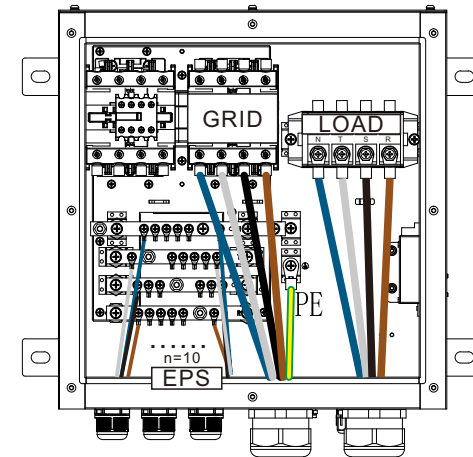 GRID
LOAD
N T S R
PE
......
n=10
EPS